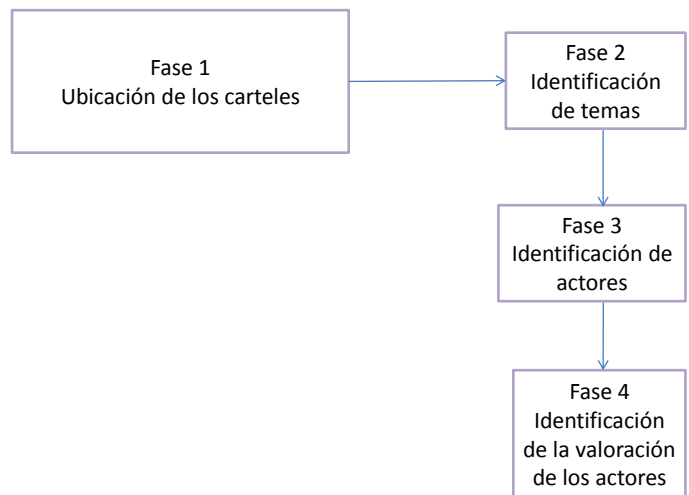 Fase 1
Ubicación de los carteles
Fase 2
Identificación
de temas
Fase 3
Identificación de
actores
Fase 4
Identificación
de la valoración
de los actores